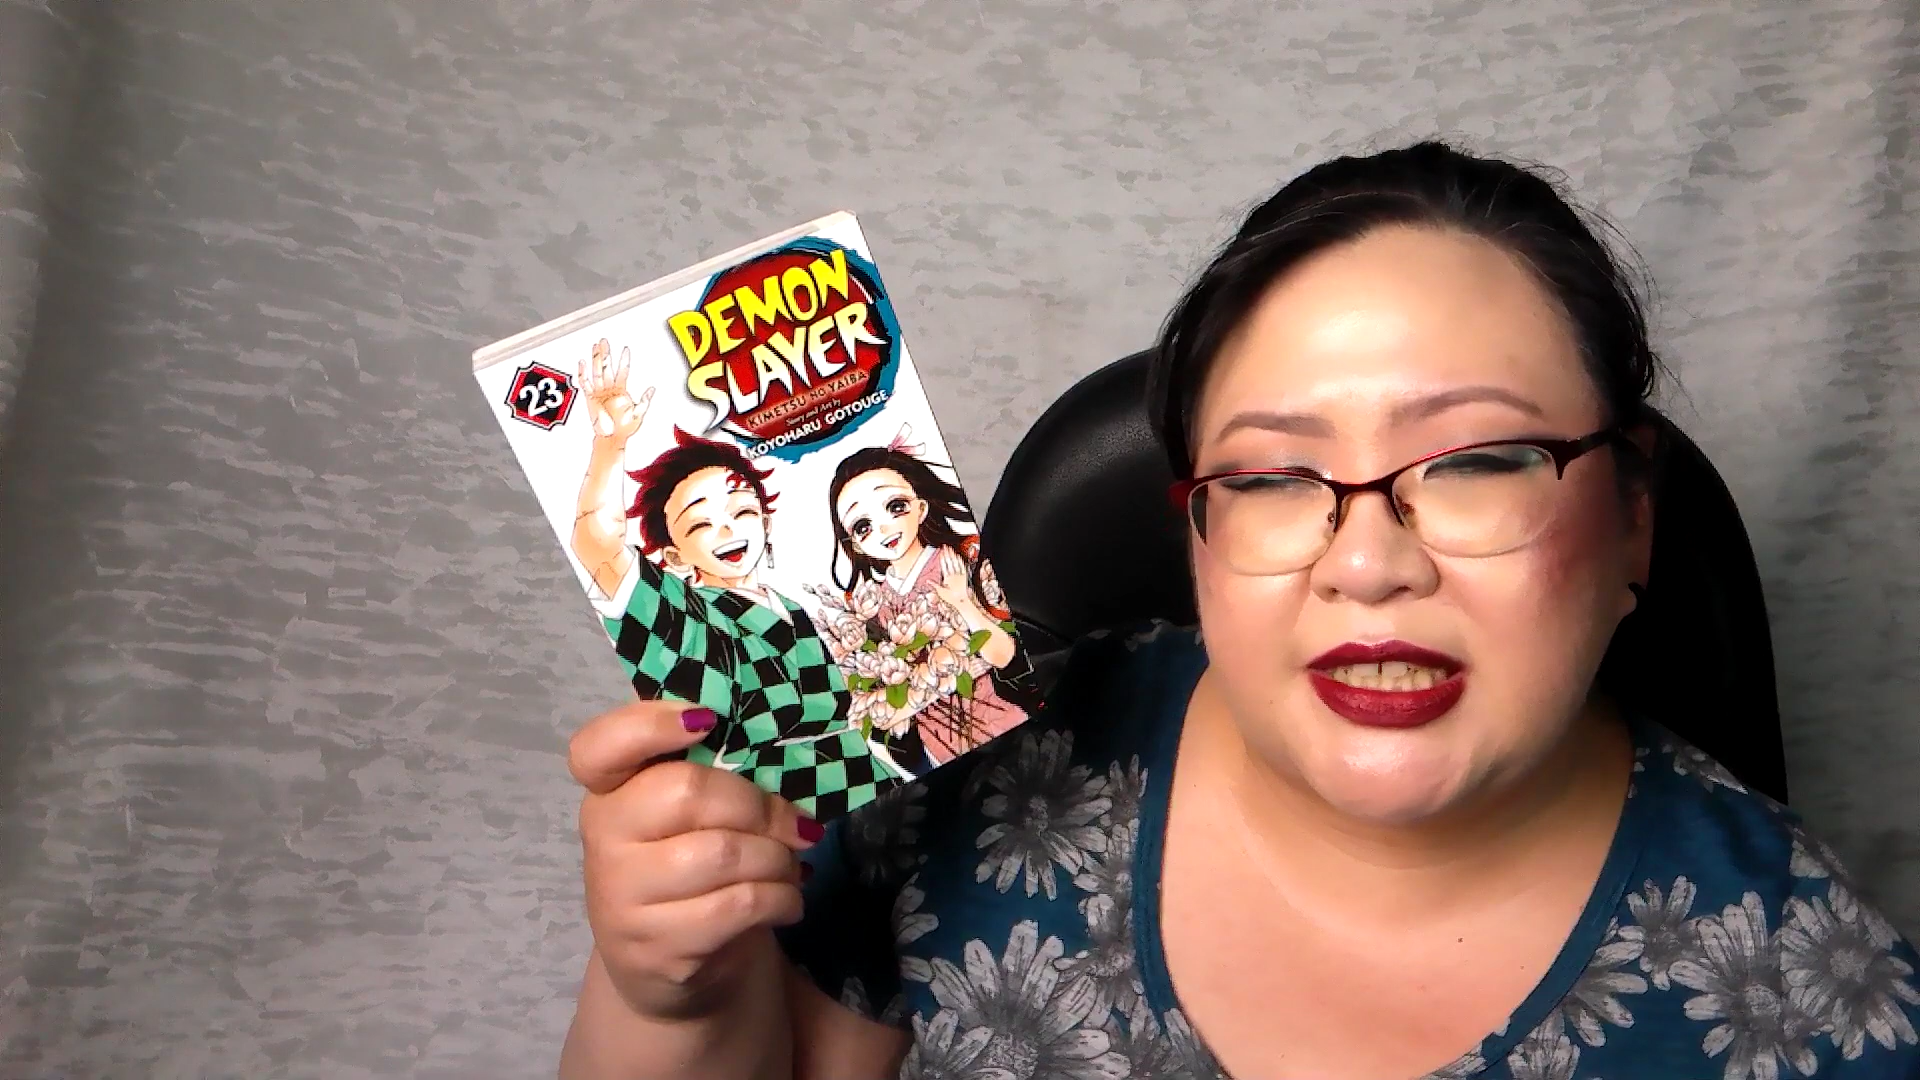 23
DEMON
SLAYER
KIMETSU NO YAIBA
Story and Art by
KOYOHARU GOTOUGE